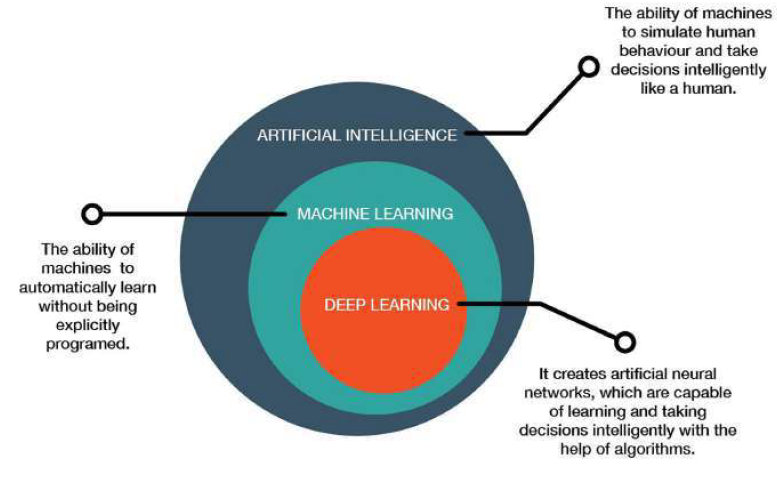 The ability of machines
to simulate human
behaviour and take
decisions intelligently
like a human.
ARTIFICIAL INTELLIGENCE
MACHINE LEARNING
The ability of
machines to
automatically learn
without being
explicitly
programed.
DEEP LEARNING
It creates artificial neural
networks, which are capable
of learning and taking
decisions intelligently with the
help of algorithms.